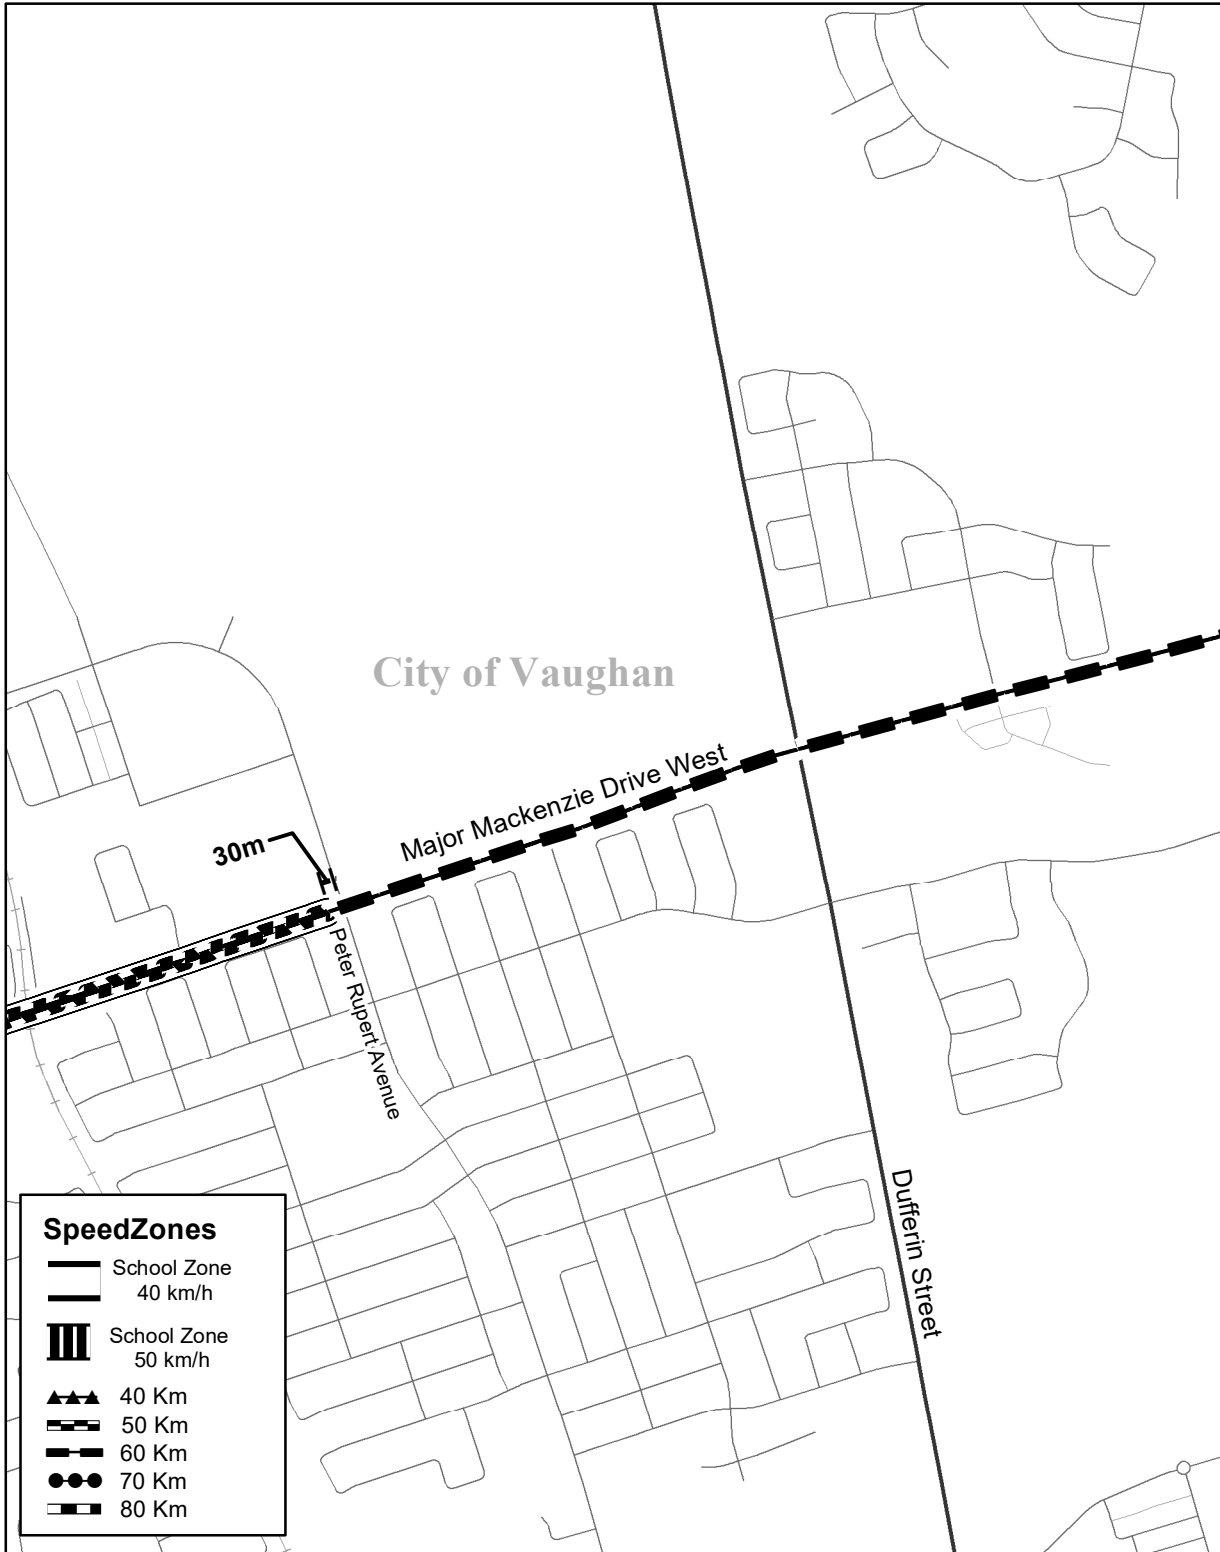 City of Vaughan
Major Mackenzie Drive West
30m
Peter Rupert Avenue
Dufferin Street
SpeedZones
School Zone
40 km/h
School Zone
50 km/h
40 Km
50 Km
60 Km
70 Km
80 Km